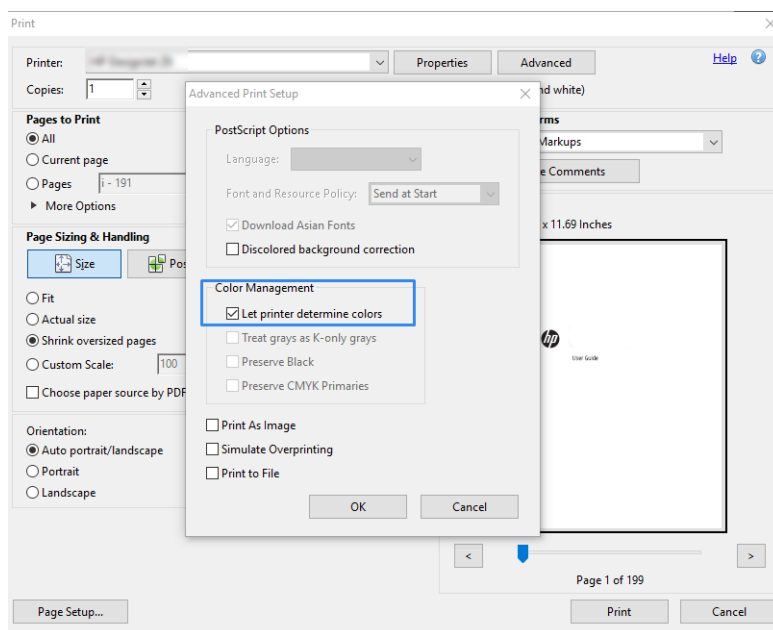 Print
Printer:
Properties
Advanced
Help
Copies: 1
nd white)
Advanced Print Setup
Pages to Print
All
Current page
Pages i - 191
More Options
Page Sizing & Handling
Size
Pos
Fit
Actual size
Shrink oversized pages
Custom Scale: 100
Choose paper source by PDF
Orientation:
Auto portrait/landscape
Portrait
Landscape
PostScript Options
Language:
Font and Resource Policy: Send at Start
Download Asian Fonts
Discolored background correction
Color Management
Let printer determine colors
Treat grays as K-only grays
Preserve Black
Preserve CMYK Primaries
Print As Image
Simulate Overprinting
Print to File
OK
Cancel
rms
Markups
e Comments
x 11.69 Inches
hp
User Guide
<
>
Page 1 of 199
Page Setup...
Print
Cancel